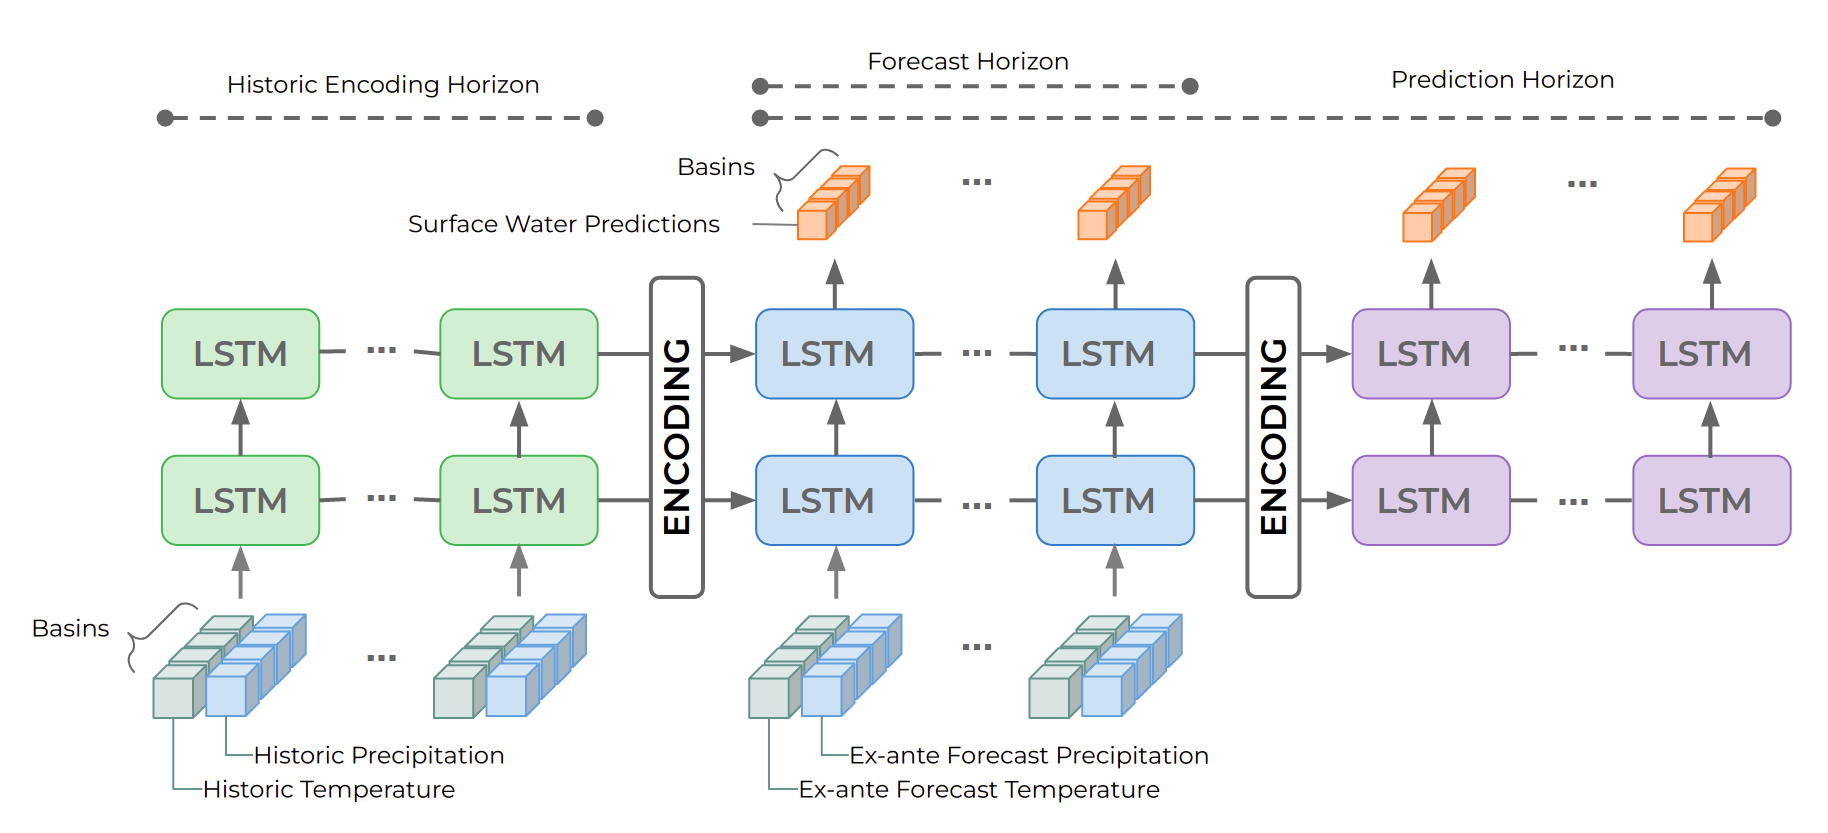 Forecast Horizon
Historic Encoding Horizon
Prediction Horizon
Basins
Surface Water Predictions
...
...
LSTM
...
LSTM
ENCODING
LSTM
...
LSTM
ENCODING
LSTM
...
LSTM
LSTM
...
LSTM
LSTM
...
LSTM
LSTM
...
LSTM
Basins
...
...
Historic Precipitation
Historic Temperature
Ex-ante Forecast Precipitation
Ex-ante Forecast Temperature